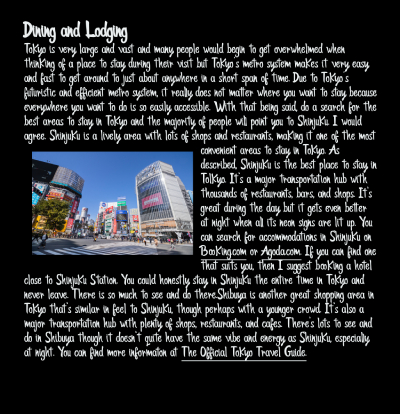 Dining and Lodging
Tokyo is very large and vast and many people would begin to get overwhelmed when
thinking of a place to stay during their visit but Tokyo's metro system makes it very easy
and fast to get around to just about anywhere in a short span of time. Due to Tokyo's
futuristic and efficient metro system, it really does not matter where you want to stay because
everywhere you want to do is so easily accessible. With that being said, do a search for the
best areas to stay in Tokyo and the majority of people will point you to Shinjuku. I would
agree. Shinjuku is a lively area with lots of shops and restaurants, making it one of the most
convenient areas to stay in Tokyo. As
described, Shinjuku is the best place to stay in
Tolkyo. It's a major transportation hub with
thousands of restaurants, bars, and shops. It's
great during the day but it gets even better
at night when all its neon signs are lit up. You
can search for accommodations in Shinjuku on
Booking.com or Agoda.com. If you can find one
that suits you, then I suggest booking a hotel
close to Shinjuku Station. You could honestly stay in Shinjuku the entire time in Tokyo and
never leave. There is so much to see and do there.Shibuya is another great shopping area in
Tokyo that's similar in feel to Shinjuku, though perhaps with a younger crowd. It's also a
major transportation hub with plenty of shops, restaurants, and cafes. There's lots to see and
do in Shibuya though it doesn't quite have the same vibe and energy as Shinjuku, especially
at night. You can find more informaton at The Official Tokyo Travel Guide.